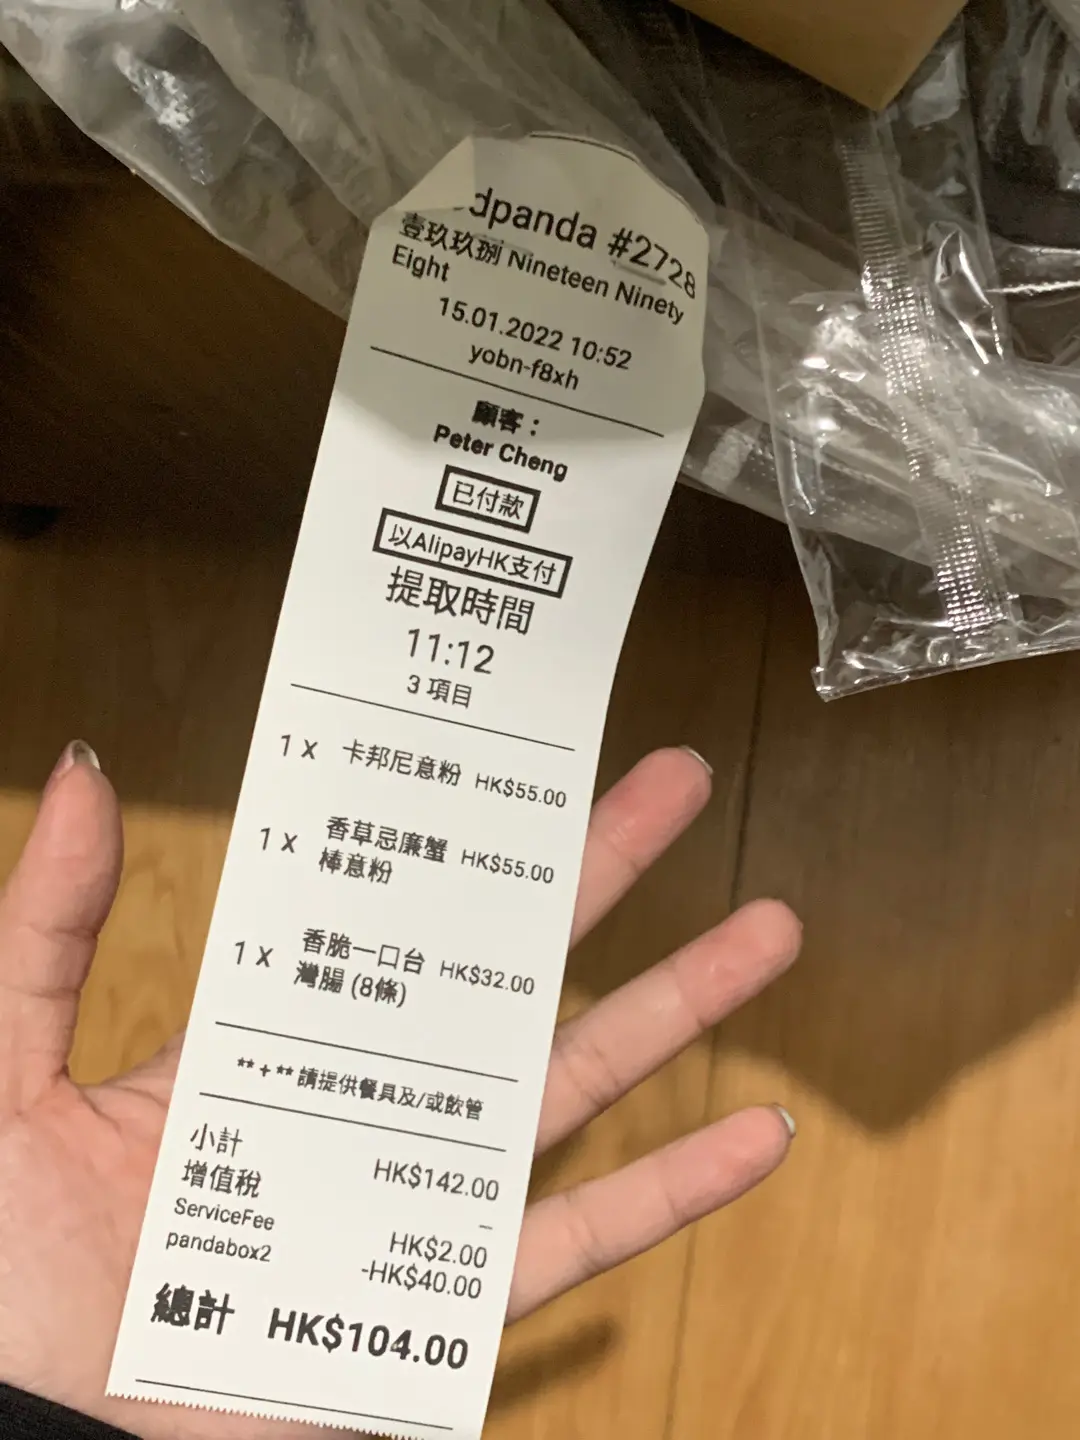 dpanda #2728
壹玖玖捌 Nineteen Ninety
Eight
15.01.2022 10:52
yobn-f8xh
顧客：
Peter Cheng
已付款
以AlipayHK支付
提取時間
11:12
3 項目
1 x 卡邦尼意粉 HK$55.00
1 x 香草忌廉蟹 HK$55.00
棒意粉
1 x 香脆一口台 HK$32.00
灣腸 (8條)
** + ** 請提供餐具及/或飲管
小計 HK$142.00
增值稅 –
ServiceFee HK$2.00
pandabox2 -HK$40.00
總計 HK$104.00